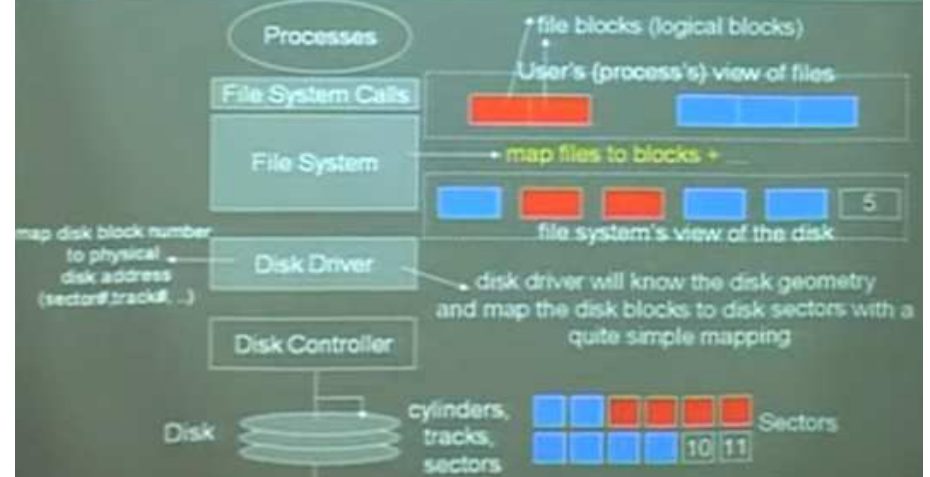 Processes
file blocks (logical blocks)
User's (process's) view of files
File System Calls
File System
map files to blocks + ...
5
file system's view of the disk
map disk block number
to physical
disk address
(sector#,track#, ..)
Disk Driver
disk driver will know the disk geometry
and map the disk blocks to disk sectors with a
quite simple mapping
Disk Controller
Disk
cylinders,
tracks,
sectors
Sectors
10 11